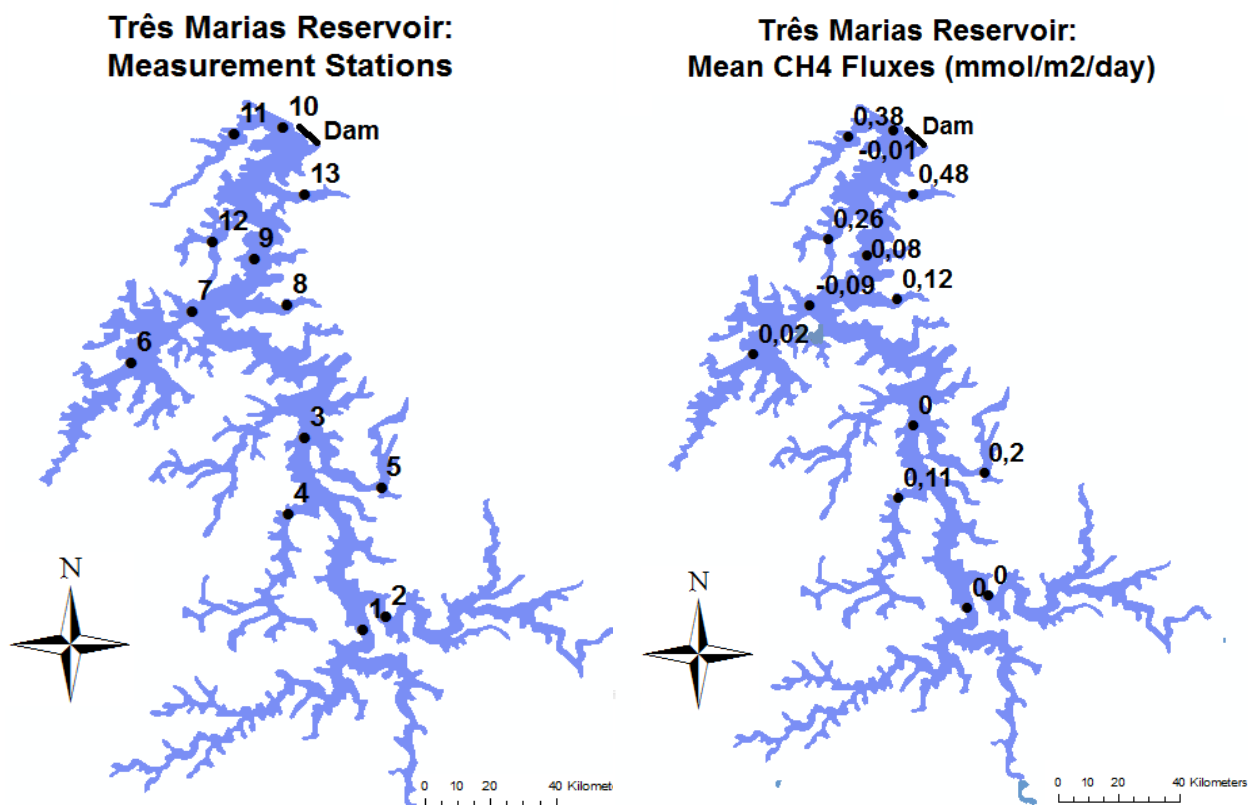 Três Marias Reservoir:
Measurement Stations
11
10
Dam
13
12
9
8
7
6
3
5
4
2
1
N
0 10 20 40 Kilomet
Três Marias Reservoir:
Mean CH4 Fluxes (mmol/m2/day)
0,38
Dam
-0,01
0,48
0,26
0,08
0,12
-0,09
0,02
0
0,2
0,11
0
0
N
0 10 20 40 Kilometers